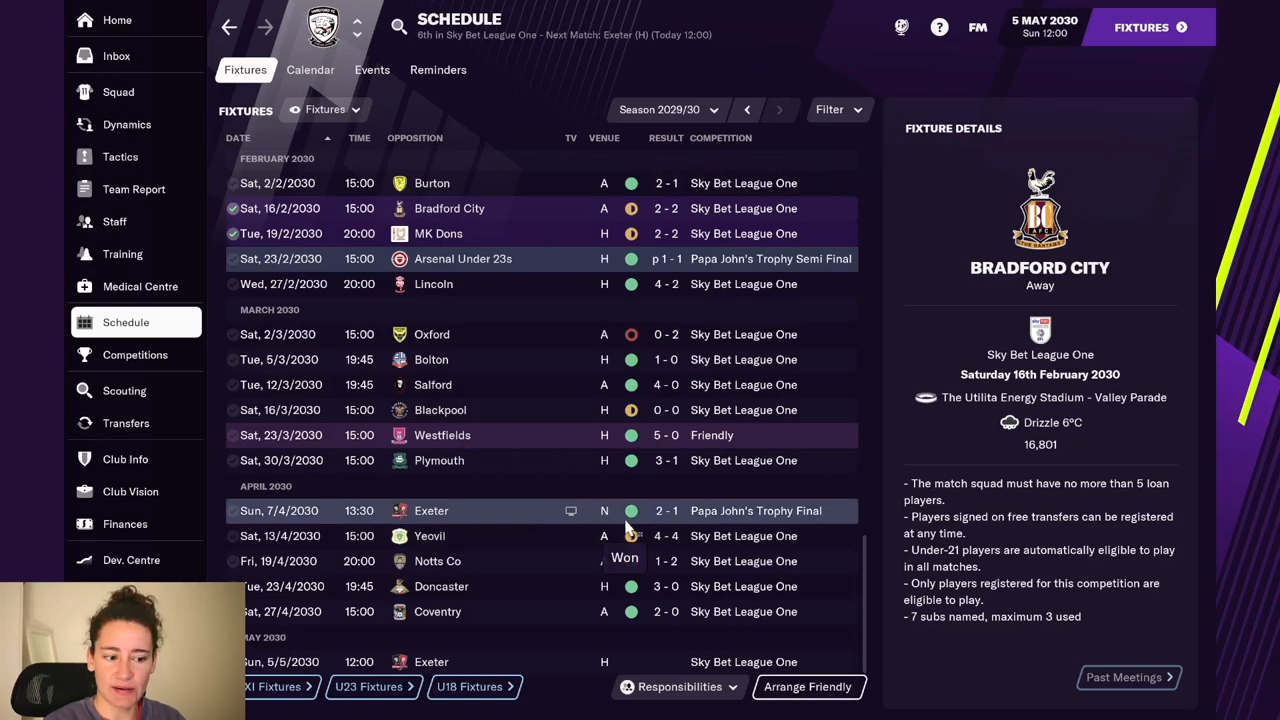 Home
Inbox
Squad
Dynamics
Tactics
Team Report
Staff
Training
Medical Centre
Schedule
Competitions
Scouting
Transfers
Club Info
Club Vision
Finances
Dev. Centre
SCHEDULE
6th in Sky Bet League One - Next Match: Exeter (H) (Today 12:00)
FM
5 MAY 2030
Sun 12:00
FIXTURES
Fixtures Calendar Events Reminders
FIXTURES Fixtures Season 2029/30 Filter
DATE TIME OPPOSITION TV VENUE RESULT COMPETITION
FEBRUARY 2030
Sat, 2/2/2030 15:00 Burton A 2 - 1 Sky Bet League One
Sat, 16/2/2030 15:00 Bradford City A 2 - 2 Sky Bet League One
Tue, 19/2/2030 20:00 MK Dons H 2 - 2 Sky Bet League One
Sat, 23/2/2030 15:00 Arsenal Under 23s H p 1 - 1 Papa John's Trophy Semi Final
Wed, 27/2/2030 15:00 Lincoln H 4 - 2 Sky Bet League One
MARCH 2030
Sat, 2/3/2030 15:00 Oxford A 0 - 2 Sky Bet League One
Tue, 5/3/2030 19:45 Bolton H 1 - 0 Sky Bet League One
Tue, 12/3/2030 19:45 Salford A 4 - 0 Sky Bet League One
Sat, 16/3/2030 15:00 Blackpool H 0 - 0 Sky Bet League One
Sat, 23/3/2030 15:00 Westfields H 5 - 0 Friendly
Sat, 30/3/2030 15:00 Plymouth H 3 - 1 Sky Bet League One
APRIL 2030
Sun, 7/4/2030 13:30 Exeter N 2 - 1 Papa John's Trophy Final
Sat, 13/4/2030 15:00 Yeovil A 4 - 4 Sky Bet League One
Fri, 19/4/2030 20:00 Notts Co 1 - 2 Sky Bet League One
Won
Tue, 23/4/2030 19:45 Doncaster H 3 - 0 Sky Bet League One
Sat, 27/4/2030 15:00 Coventry A 2 - 0 Sky Bet League One
MAY 2030
Sun, 5/5/2030 12:00 Exeter H Sky Bet League One
XI Fixtures U23 Fixtures U18 Fixtures Responsibilities Arrange Friendly
FIXTURE DETAILS
BC
AFC
THE BANTAMS
BRADFORD CITY
Away
Sky Bet League One
Saturday 16th February 2030
The Utilita Energy Stadium - Valley Parade
Drizzle 6°C
16,801
- The match squad must have no more than 5 loan
players.
- Players signed on free transfers can be registered
at any time.
- Under-21 players are automatically eligible to play
in all matches.
- Only players registered for this competition are
eligible to play.
- 7 subs named, maximum 3 used
Past Meetings